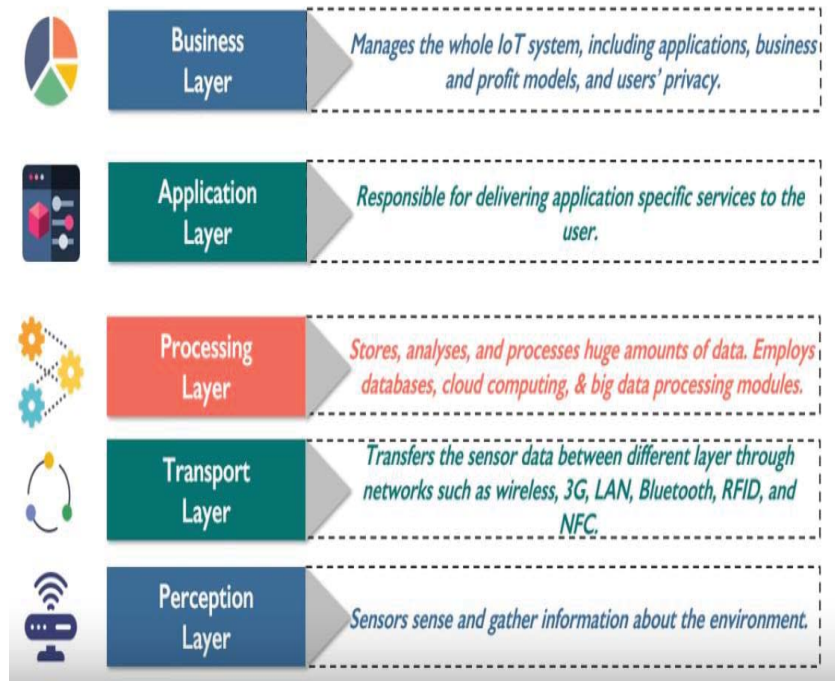 Business
Layer
Manages the whole IoT system, including applications, business
and profit models, and users' privacy.
Application
Layer
Responsible for delivering application specific services to the
user.
Processing
Layer
Stores, analyses, and processes huge amounts of data. Employs
databases, cloud computing, & big data processing modules.
Transport
Layer
Transfers the sensor data between different layer through
networks such as wireless, 3G, LAN, Bluetooth, RFID, and
NFC.
Perception
Layer
Sensors sense and gather information about the environment.